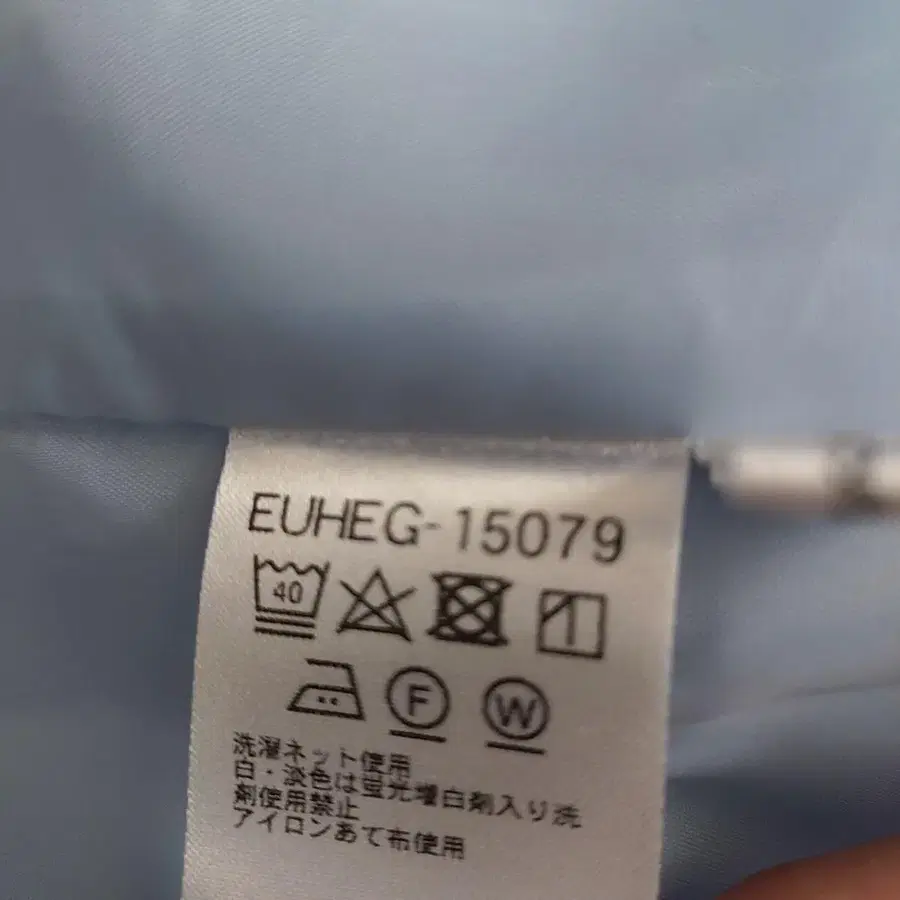 EUHEG-15079
40
F W
洗濯ネット使用
白・淡色は蛍光増白剤入り洗
剤使用禁止
アイロンあて布使用